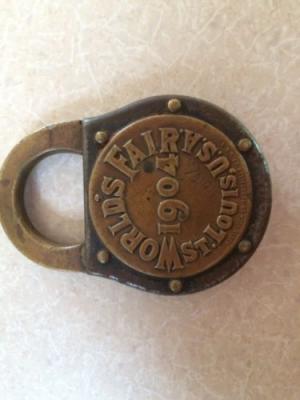 WORLD'S FAIR
1904
ST. LOUIS, U.S.A.